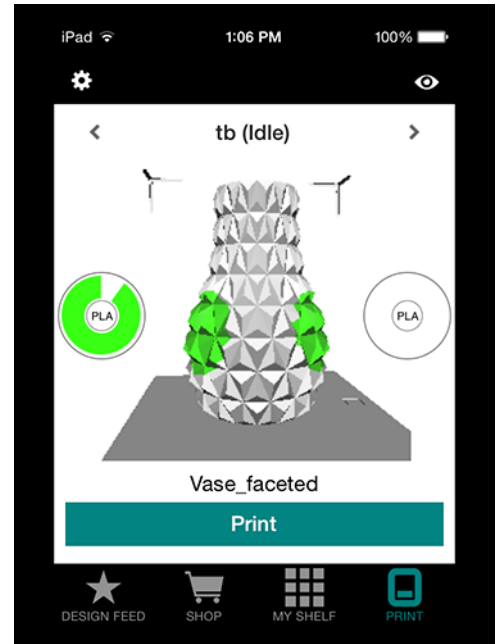 iPad 1:06 PM 100%
tb (Idle)
PLA PLA
Vase_faceted
Print
DESIGN FEED SHOP MY SHELF PRINT